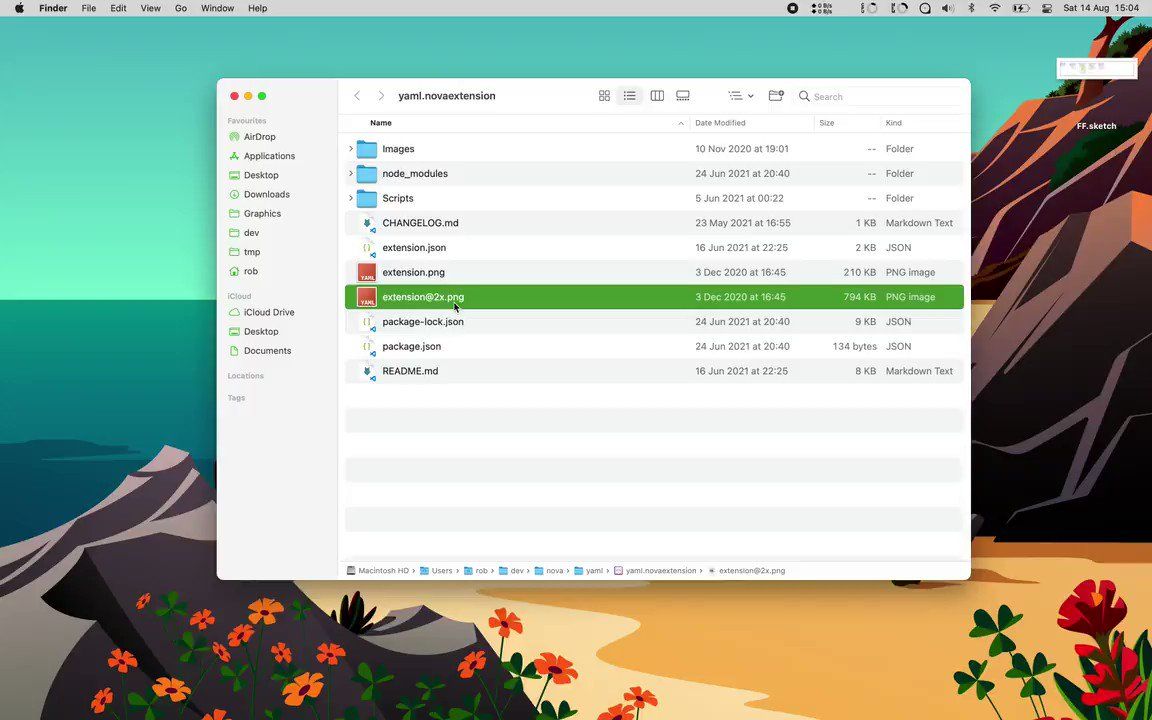 Finder File Edit View Go Window Help
0 B/s
0 B/s
Sat 14 Aug 15:04
FF.sketch
yaml.novaextension
Search
Favourites
AirDrop
Applications
Desktop
Downloads
Graphics
dev
tmp
rob
iCloud
iCloud Drive
Desktop
Documents
Locations
Tags
Name Date Modified Size Kind
Images 10 Nov 2020 at 19:01 -- Folder
node_modules 24 Jun 2021 at 20:40 -- Folder
Scripts 5 Jun 2021 at 00:22 -- Folder
CHANGELOG.md 23 May 2021 at 16:55 1 KB Markdown Text
extension.json 16 Jun 2021 at 22:25 2 KB JSON
YAML extension.png 3 Dec 2020 at 16:45 210 KB PNG image
YAML extension@2x.png 3 Dec 2020 at 16:45 794 KB PNG image
package-lock.json 24 Jun 2021 at 20:40 9 KB JSON
package.json 24 Jun 2021 at 20:40 134 bytes JSON
README.md 16 Jun 2021 at 22:25 8 KB Markdown Text
Macintosh HD › Users › rob › dev › nova › yaml › yaml.novaextension › extension@2x.png